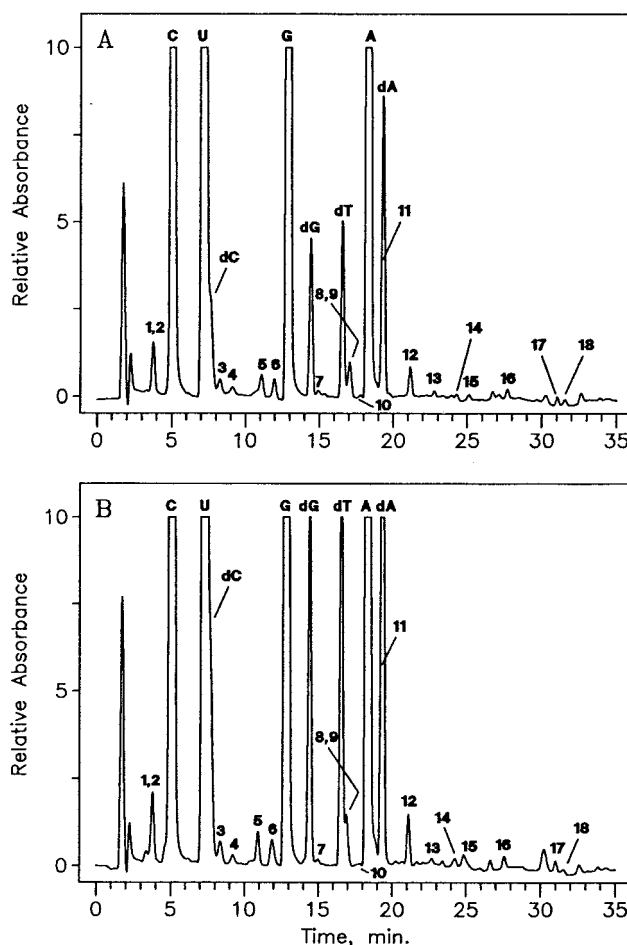 A
C U G A
dA
10
dG dT 11
5
dC
8,9
1,2
14
17 18
3 4 5 6 7 10 12 13 15 16
0
Relative Absorbance
0 5 10 15 20 25 30 35
B
C U G dG dT A dA
10
dC
11
5
8,9
1,2
12
14
18
3 4 5 6 7 10 13 15 16 17
0
Relative Absorbance
0 5 10 15 20 25 30 35
Time, min.